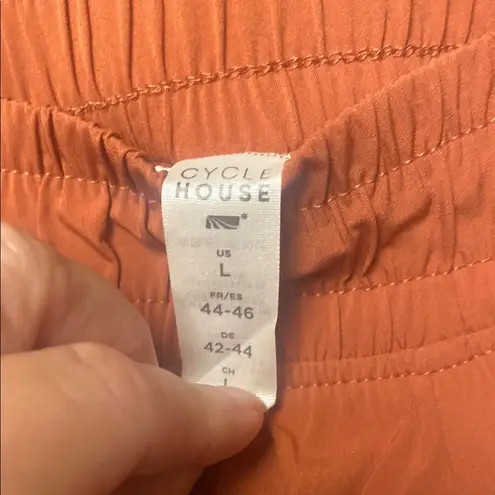 CYCLE
HOUSE
US
L
FR/ES
44-46
DE
42-44
CH
L